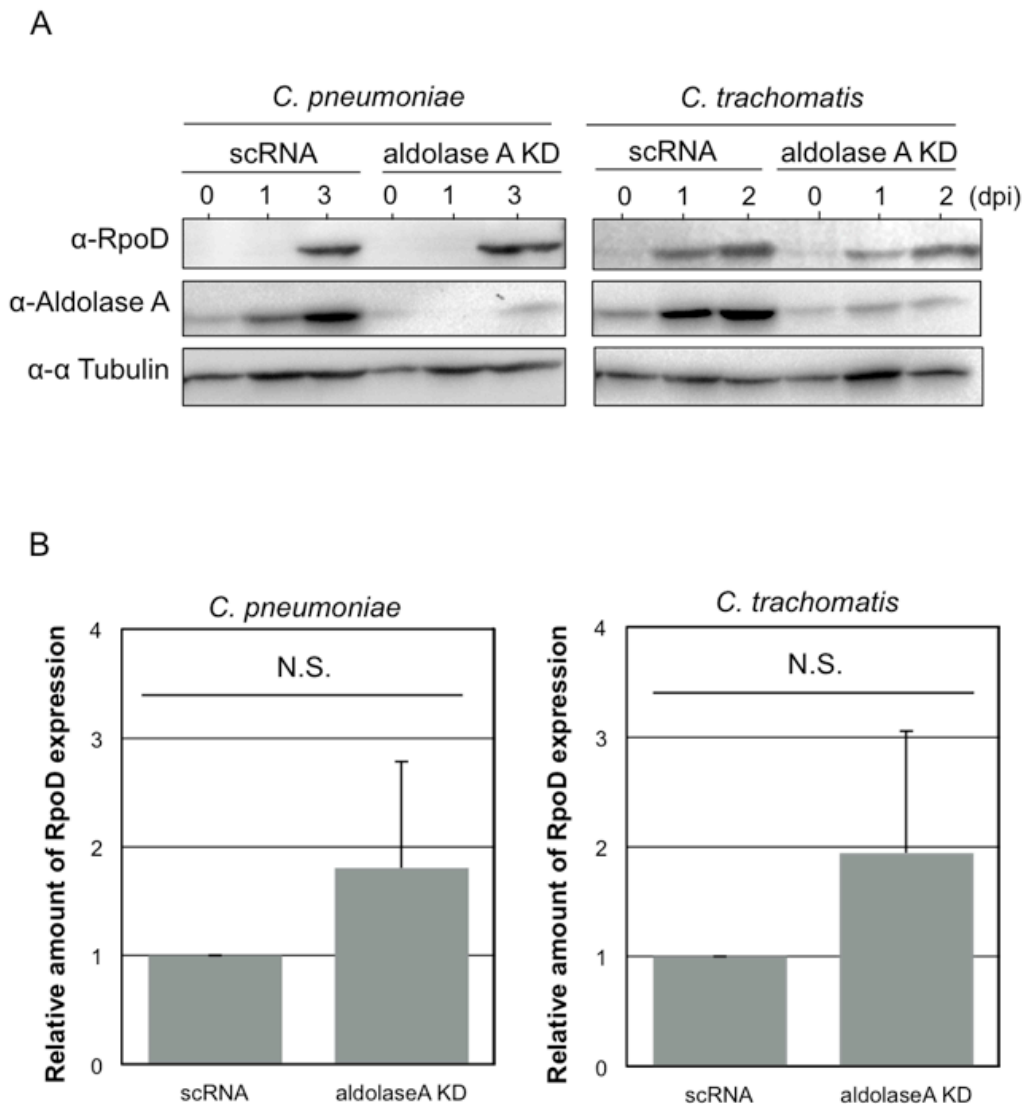 A
C. pneumoniae C. trachomatis
scRNA aldolase A KD scRNA aldolase A KD
0 1 3 0 1 3 0 1 2 0 1 2 (dpi)
α-RpoD
α-Aldolase A
α-α Tubulin
B
C. pneumoniae
Relative amount of RpoD expression
4
3
2
1
0
N.S.
scRNA aldolaseA KD
C. trachomatis
Relative amount of RpoD expression
4
3
2
1
0
N.S.
scRNA aldolaseA KD